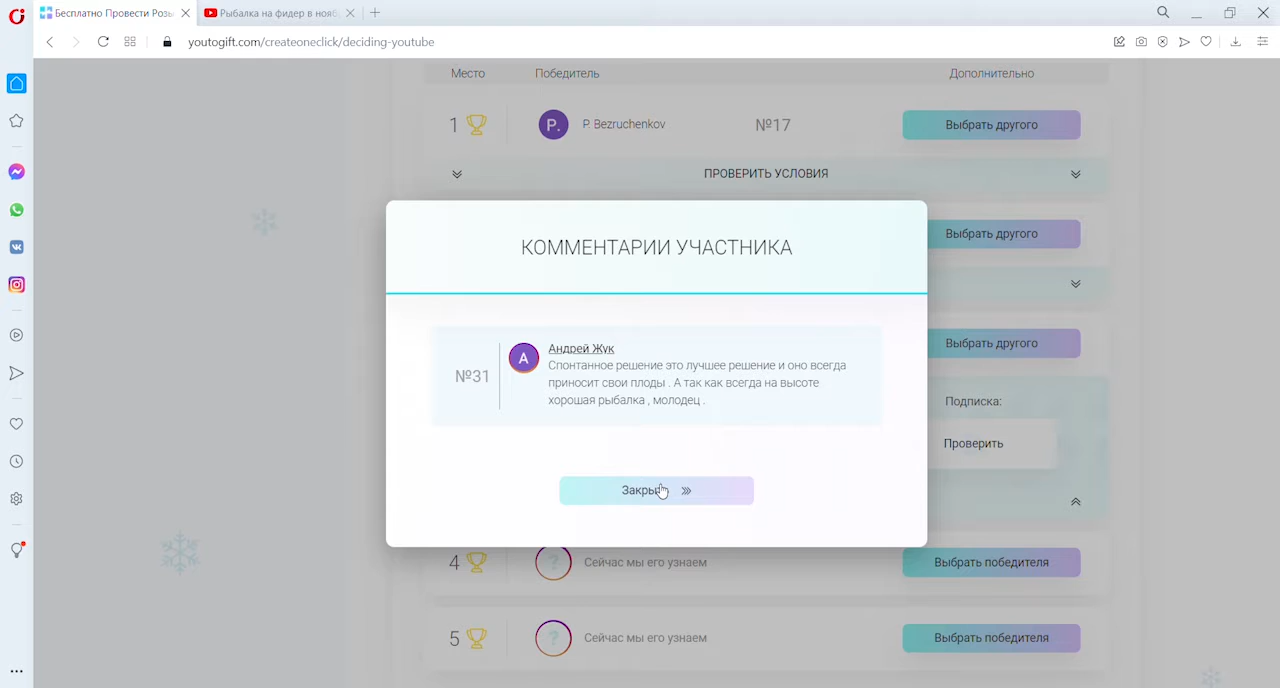 Бесплатно Провести Розы
Рыбалка на фидер в нояб
youtogift.com/createoneclick/deciding-youtube
Место
Победитель
Дополнительно
1
P.
P. Bezruchenkov
№17
Выбрать другого
ПРОВЕРИТЬ УСЛОВИЯ
Выбрать другого
КОММЕНТАРИИ УЧАСТНИКА
Выбрать другого
№31
А
Андрей Жук
Спонтанное решение это лучшее решение и оно всегда
приносит свои плоды . А так как всегда на высоте
хорошая рыбалка , молодец .
Подписка:
Проверить
Закры
4
?
Сейчас мы его узнаем
Выбрать победителя
5
?
Сейчас мы его узнаем
Выбрать победителя